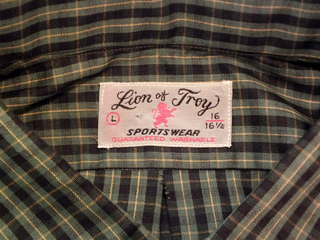 Lion of Troy
L
16
16½
SPORTSWEAR
GUARANTEED WASHABLE